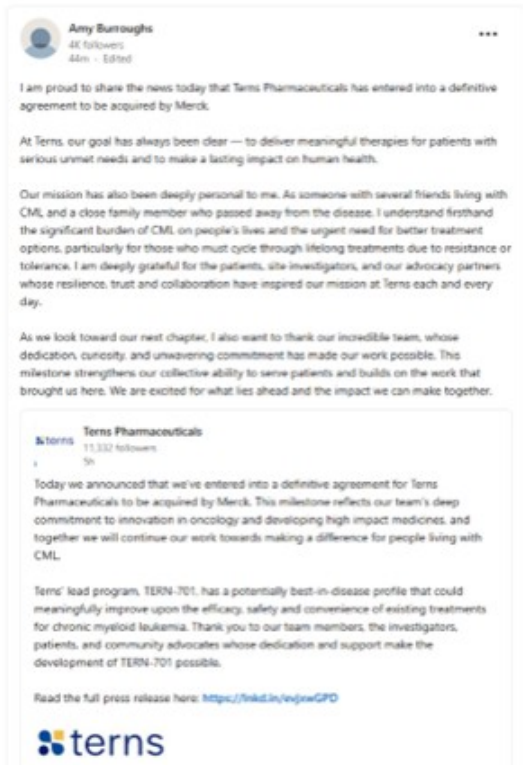 Amy Burroughs
4K followers
44m · Edited
I am proud to share the news today that Terns Pharmaceuticals has entered into a definitive
agreement to be acquired by Merck.
At Terns, our goal has always been clear — to deliver meaningful therapies for patients with
serious unmet needs and to make a lasting impact on human health.
Our mission has also been deeply personal to me. As someone with several friends living with
CML and a close family member who passed away from the disease, I understand firsthand
the significant burden of CML on people's lives and the urgent need for better treatment
options, particularly for those who must cycle through lifelong treatments due to resistance or
tolerance. I am deeply grateful for the patients, site investigators, and our advocacy partners
whose resilience, trust and collaboration have inspired our mission at Terns each and every
day.
As we look toward our next chapter, I also want to thank our incredible team, whose
dedication, curiosity, and unwavering commitment has made our work possible. This
milestone strengthens our collective ability to serve patients and builds on the work that
brought us here. We are excited for what lies ahead and the impact we can make together.
terns
Terns Pharmaceuticals
11,332 followers
5h
Today we announced that we've entered into a definitive agreement for Terns
Pharmaceuticals to be acquired by Merck. This milestone reflects our team's deep
commitment to innovation in oncology and developing high impact medicines, and
together we will continue our work towards making a difference for people living with
CML.
Terns' lead program, TERN-701, has a potentially best-in-disease profile that could
meaningfully improve upon the efficacy, safety and convenience of existing treatments
for chronic myeloid leukemia. Thank you to our team members, the investigators,
patients, and community advocates whose dedication and support make the
development of TERN-701 possible.
Read the full press release here: https://lnkd.in/evjxwGPD
terns